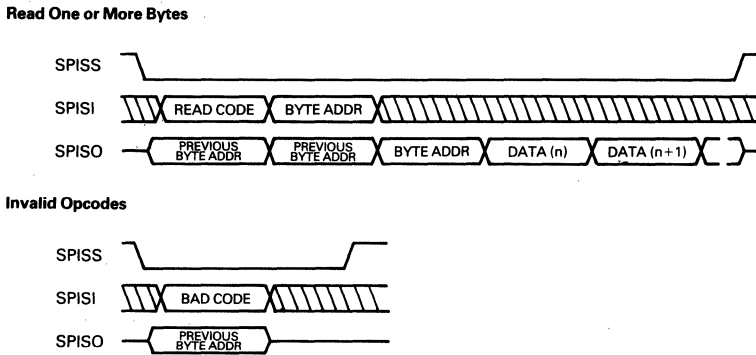 Read One or More Bytes
SPISS
SPISI READ CODE BYTE ADDR
SPISO PREVIOUS BYTE ADDR PREVIOUS BYTE ADDR BYTE ADDR DATA (n) DATA (n+1)
Invalid Opcodes
SPISS
SPISI BAD CODE
SPISO PREVIOUS BYTE ADDR